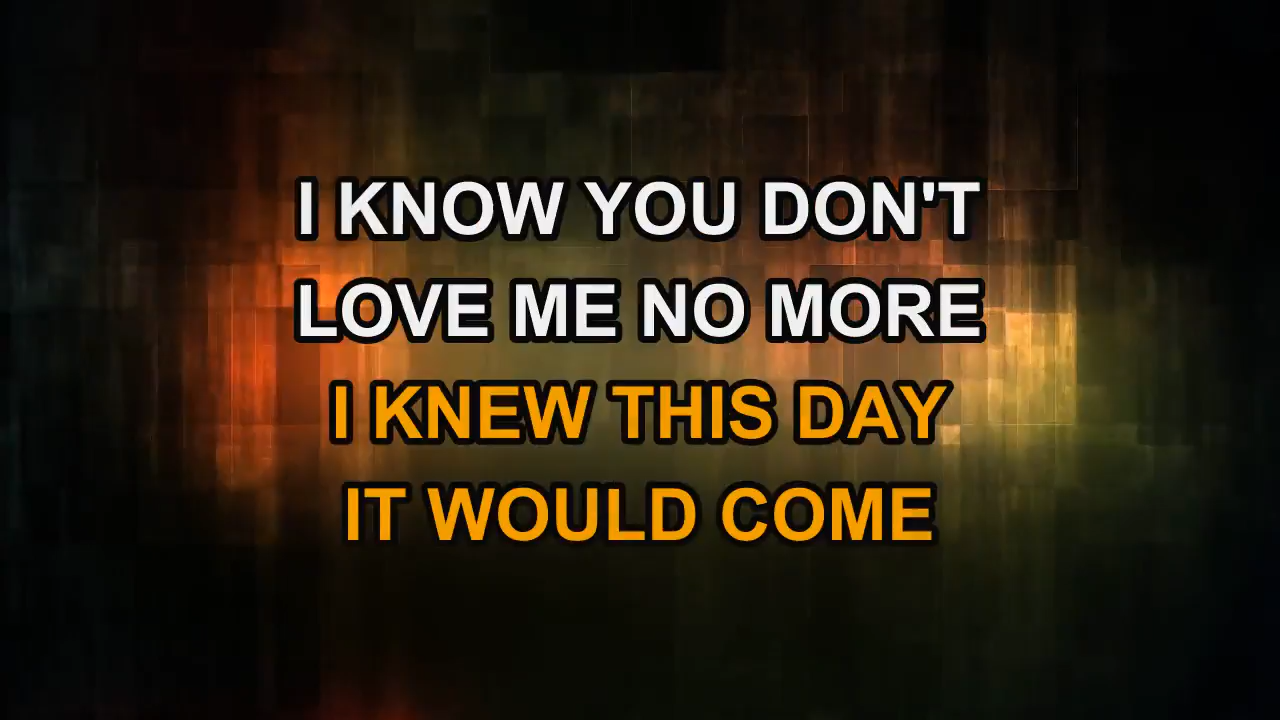 I KNOW YOU DON'T
LOVE ME NO MORE
I KNEW THIS DAY
IT WOULD COME